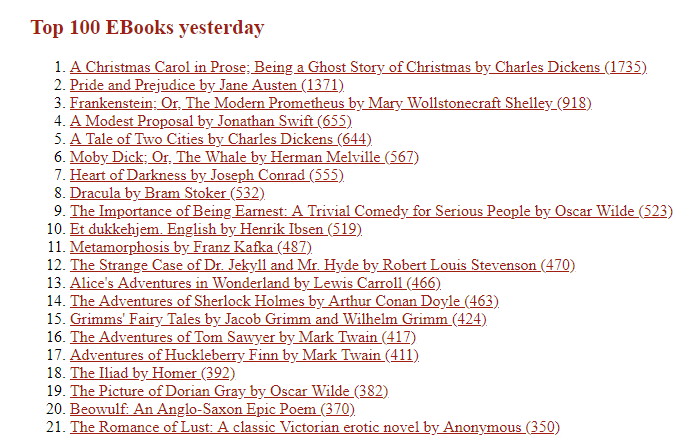 Top 100 EBooks yesterday
1. A Christmas Carol in Prose; Being a Ghost Story of Christmas by Charles Dickens (1735)
2. Pride and Prejudice by Jane Austen (1371)
3. Frankenstein; Or, The Modern Prometheus by Mary Wollstonecraft Shelley (918)
4. A Modest Proposal by Jonathan Swift (655)
5. A Tale of Two Cities by Charles Dickens (644)
6. Moby Dick; Or, The Whale by Herman Melville (567)
7. Heart of Darkness by Joseph Conrad (555)
8. Dracula by Bram Stoker (532)
9. The Importance of Being Earnest: A Trivial Comedy for Serious People by Oscar Wilde (523)
10. Et dukkehjem. English by Henrik Ibsen (519)
11. Metamorphosis by Franz Kafka (487)
12. The Strange Case of Dr. Jekyll and Mr. Hyde by Robert Louis Stevenson (470)
13. Alice's Adventures in Wonderland by Lewis Carroll (466)
14. The Adventures of Sherlock Holmes by Arthur Conan Doyle (463)
15. Grimms' Fairy Tales by Jacob Grimm and Wilhelm Grimm (424)
16. The Adventures of Tom Sawyer by Mark Twain (417)
17. Adventures of Huckleberry Finn by Mark Twain (411)
18. The Iliad by Homer (392)
19. The Picture of Dorian Gray by Oscar Wilde (382)
20. Beowulf: An Anglo-Saxon Epic Poem (370)
21. The Romance of Lust: A classic Victorian erotic novel by Anonymous (350)